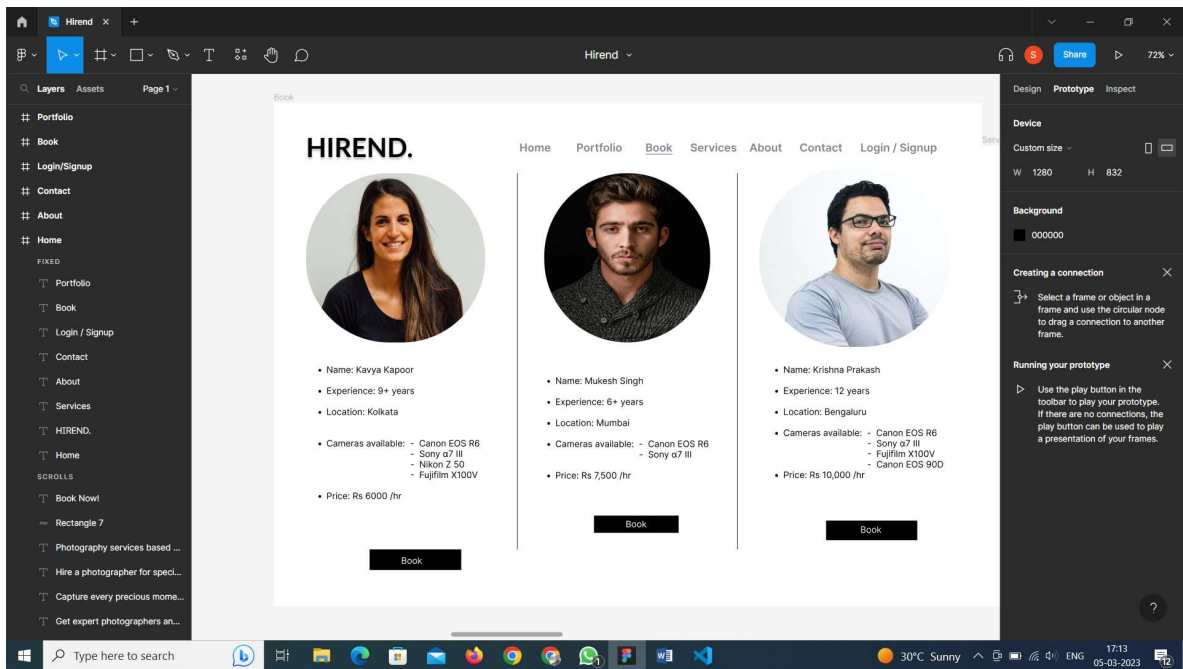 Hirend
Hirend
S
Share
72%
Layers Assets Page 1
Portfolio
Book
Login/Signup
Contact
About
Home
FIXED
Portfolio
Book
Login / Signup
Contact
About
Services
HIREND.
Home
SCROLLS
Book Now!
Rectangle 7
Photography services based ...
Hire a photographer for speci...
Capture every precious mome...
Get expert photographers an...
Book
Serv
HIREND.
Home Portfolio Book Services About Contact Login / Signup
• Name: Kavya Kapoor
• Experience: 9+ years
• Location: Kolkata
• Cameras available: - Canon EOS R6
- Sony α7 III
- Nikon Z 50
- Fujifilm X100V
• Price: Rs 6000 /hr
Book
• Name: Mukesh Singh
• Experience: 6+ years
• Location: Mumbai
• Cameras available: - Canon EOS R6
- Sony α7 III
• Price: Rs 7,500 /hr
Book
• Name: Krishna Prakash
• Experience: 12 years
• Location: Bengaluru
• Cameras available: - Canon EOS R6
- Sony α7 III
- Fujifilm X100V
- Canon EOS 90D
• Price: Rs 10,000 /hr
Book
Design Prototype Inspect
Device
Custom size
W 1280 H 832
Background
000000
Creating a connection
Select a frame or object in a
frame and use the circular node
to drag a connection to another
frame.
Running your prototype
Use the play button in the
toolbar to play your prototype.
If there are no connections, the
play button can be used to play
a presentation of your frames.
?
Type here to search
1
30°C Sunny
ENG
17:13
05-03-2023
12